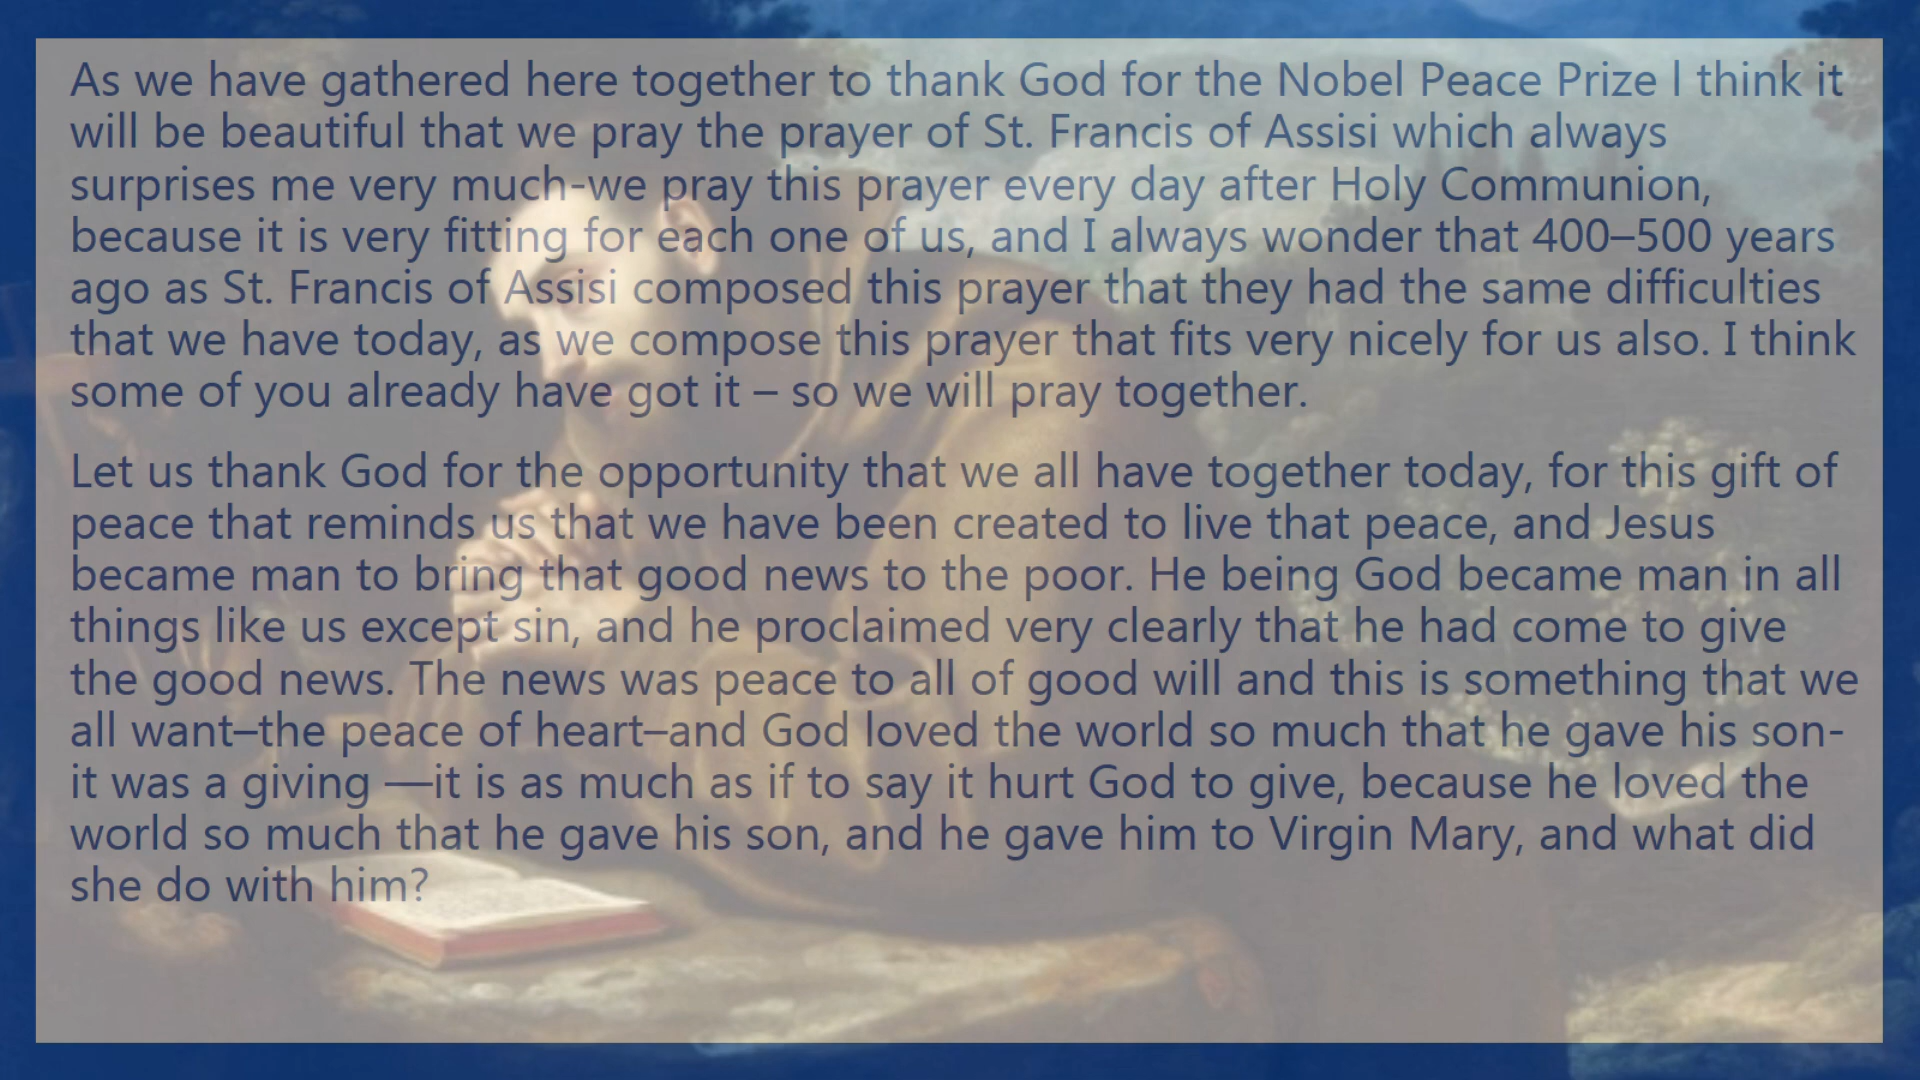 As we have gathered here together to thank God for the Nobel Peace Prize l think it
will be beautiful that we pray the prayer of St. Francis of Assisi which always
surprises me very much-we pray this prayer every day after Holy Communion,
because it is very fitting for each one of us, and I always wonder that 400–500 years
ago as St. Francis of Assisi composed this prayer that they had the same difficulties
that we have today, as we compose this prayer that fits very nicely for us also. I think
some of you already have got it – so we will pray together.
Let us thank God for the opportunity that we all have together today, for this gift of
peace that reminds us that we have been created to live that peace, and Jesus
became man to bring that good news to the poor. He being God became man in all
things like us except sin, and he proclaimed very clearly that he had come to give
the good news. The news was peace to all of good will and this is something that we
all want–the peace of heart–and God loved the world so much that he gave his son-
it was a giving —it is as much as if to say it hurt God to give, because he loved the
world so much that he gave his son, and he gave him to Virgin Mary, and what did
she do with him?